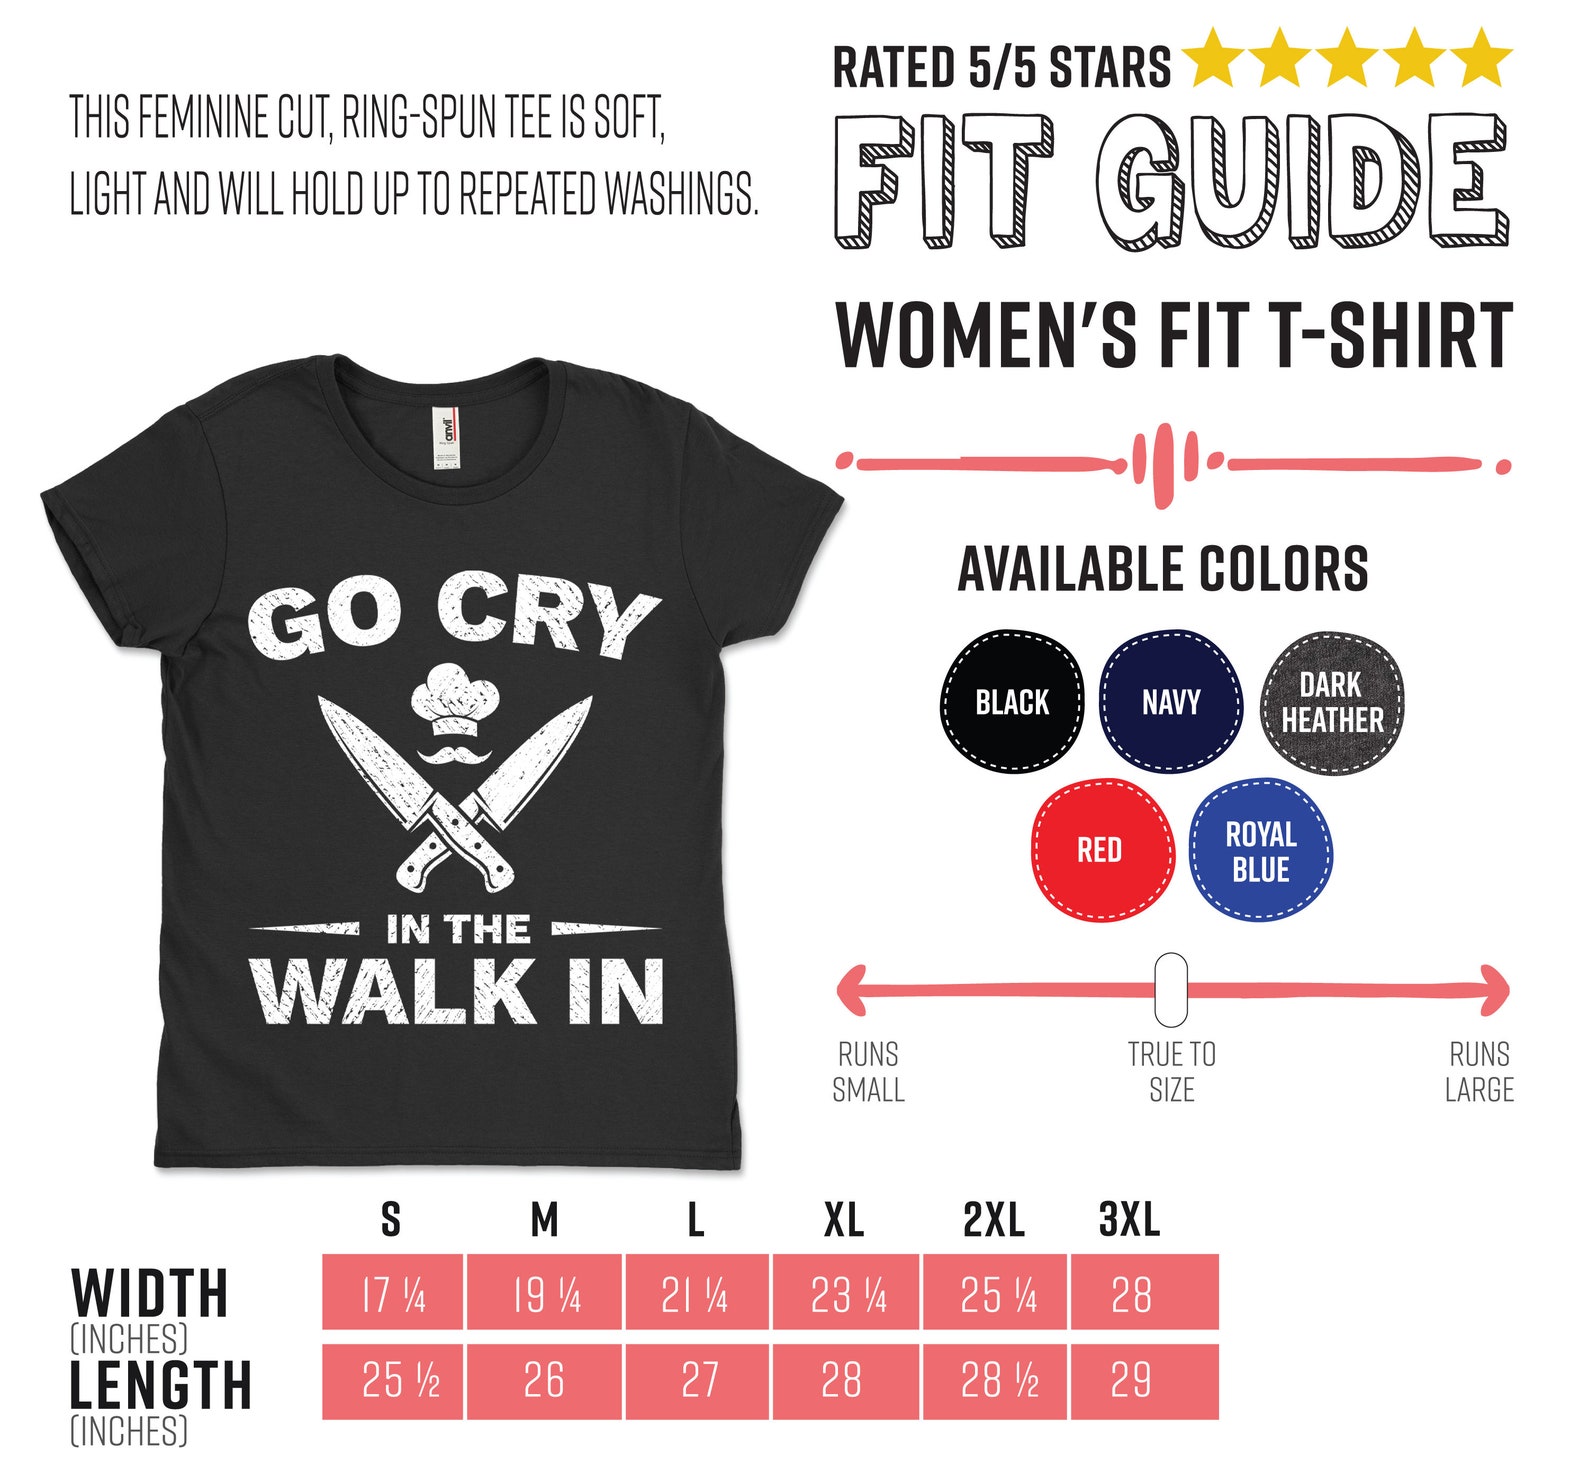 THIS FEMININE CUT, RING-SPUN TEE IS SOFT,
LIGHT AND WILL HOLD UP TO REPEATED WASHINGS.
RATED 5/5 STARS
FIT GUIDE
WOMEN'S FIT T-SHIRT
anvil
GO CRY
IN THE
WALK IN
AVAILABLE COLORS
BLACK
NAVY
DARK
HEATHER
RED
ROYAL
BLUE
RUNS
SMALL
TRUE TO
SIZE
RUNS
LARGE
S M L XL 2XL 3XL
WIDTH 17 ¼ 19 ¼ 21 ¼ 23 ¼ 25 ¼ 28
(INCHES)
LENGTH 25 ½ 26 27 28 28 ½ 29
(INCHES)